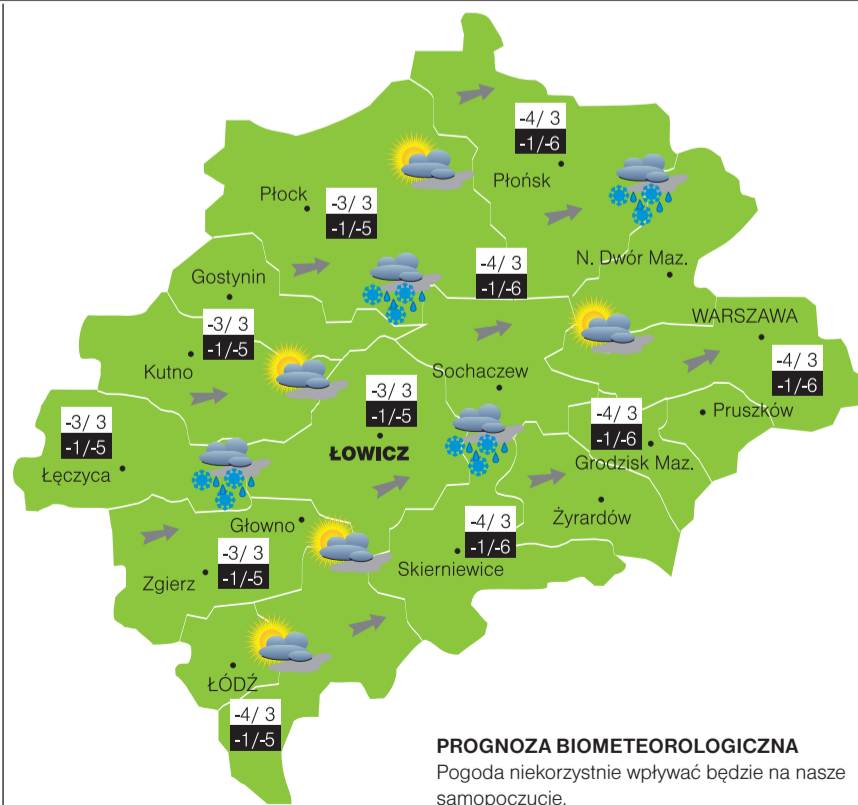 -4/ 3
-1/-6
Płońsk
Płock
-3/ 3
-1/-5
N. Dwór Maz.
-4/ 3
-1/-6
Gostynin
-3/ 3
-1/-5
Kutno
WARSZAWA
-4/ 3
-1/-6
Sochaczew
-3/ 3
-1/-5
ŁOWICZ
Pruszków
-4/ 3
-1/-6
Grodzisk Maz.
-3/ 3
-1/-5
Łęczyca
Żyrardów
Głowno
-4/ 3
-1/-6
Skierniewice
-3/ 3
-1/-5
Zgierz
ŁÓDŹ
-4/ 3
-1/-5
PROGNOZA BIOMETEOROLOGICZNA
Pogoda niekorzystnie wpływać będzie na nasze
samopoczucie.